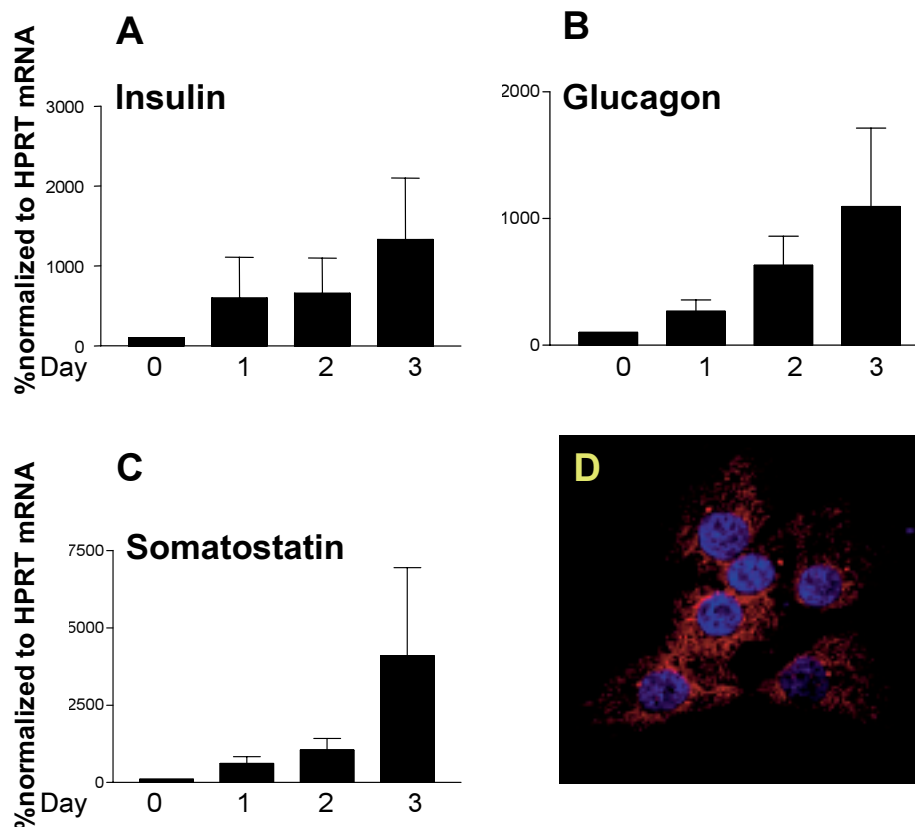 A
Insulin
%normalized to HPRT mRNA
3000
2000
1000
0
Day 0 1 2 3
B
Glucagon
2000
1000
0
0 1 2 3
C
Somatostatin
%normalized to HPRT mRNA
7500
5000
2500
0
Day 0 1 2 3
D